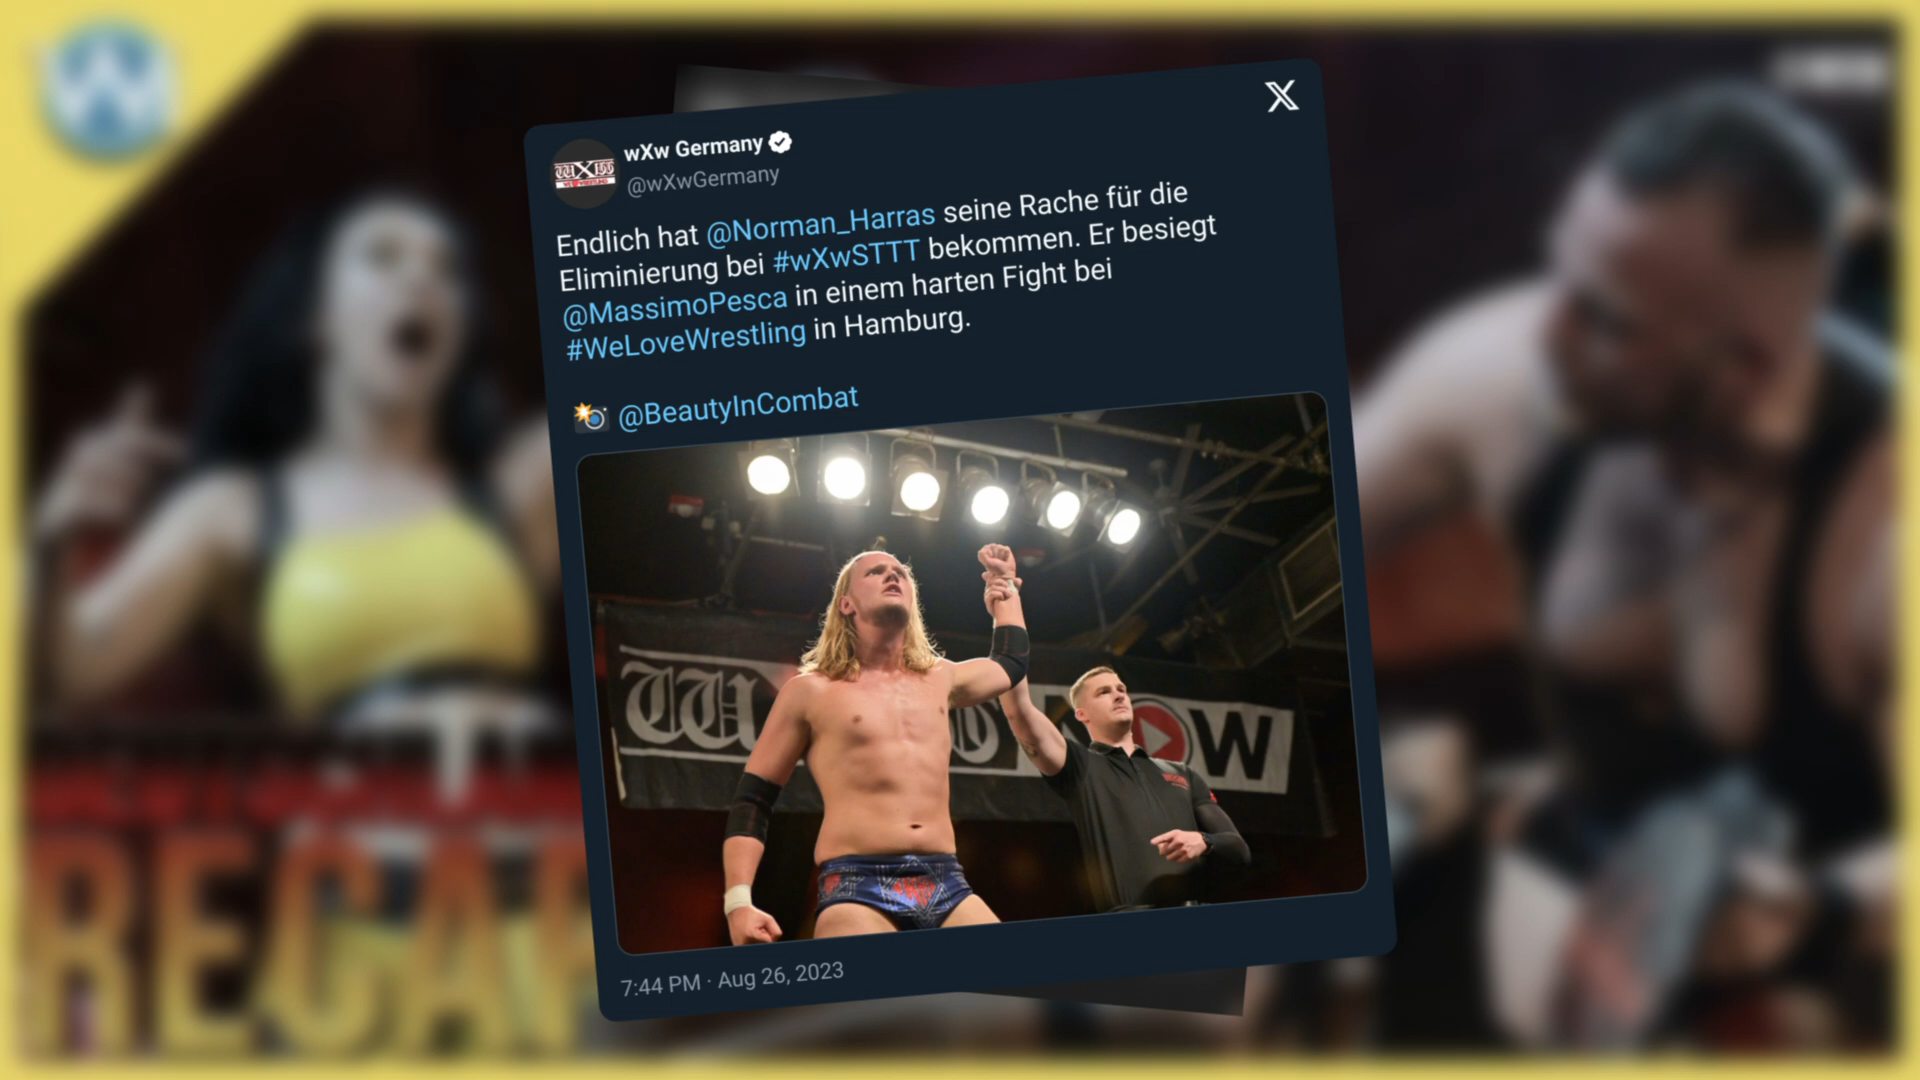 wXw Germany
@wXwGermany
Endlich hat @Norman_Harras seine Rache für die
Eliminierung bei #wXwSTTT bekommen. Er besiegt
@MassimoPesca in einem harten Fight bei
#WeLoveWrestling in Hamburg.
@BeautyInCombat
7:44 PM · Aug 26, 2023